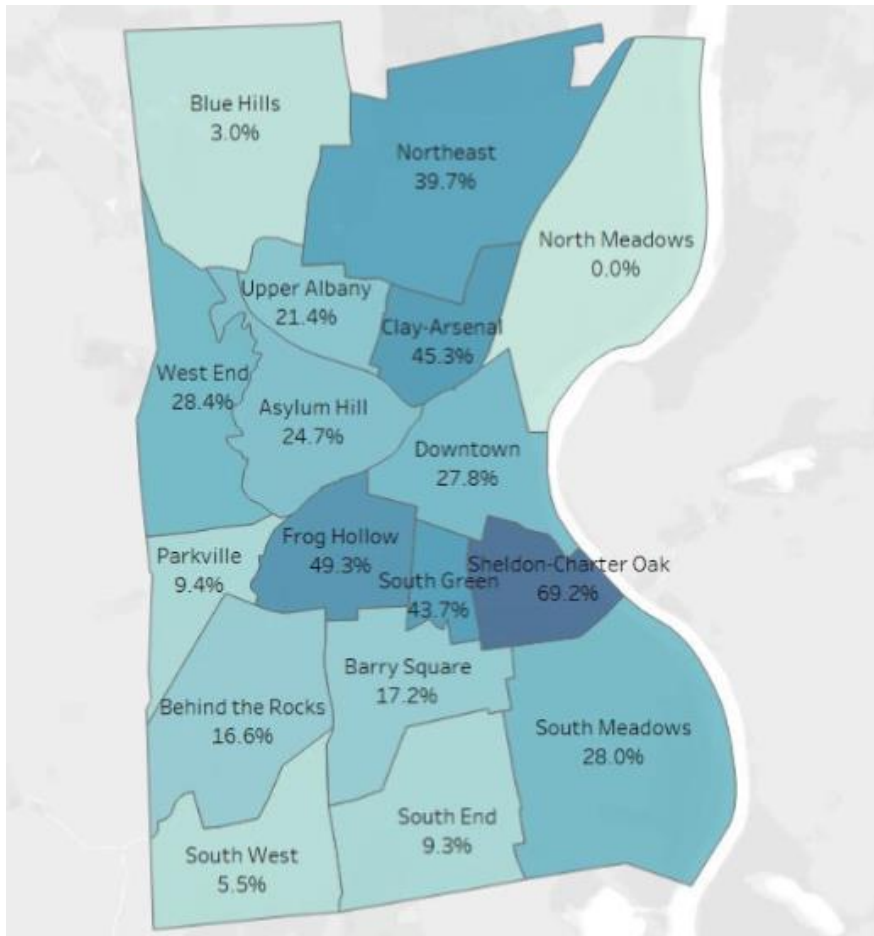 Blue Hills
3.0%
Northeast
39.7%
North Meadows
0.0%
Upper Albany
21.4%
Clay-Arsenal
45.3%
West End
28.4%
Asylum Hill
24.7%
Downtown
27.8%
Parkville
9.4%
Frog Hollow
49.3%
South Green
43.7%
Sheldon-Charter Oak
69.2%
Barry Square
17.2%
Behind the Rocks
16.6%
South Meadows
28.0%
South End
9.3%
South West
5.5%